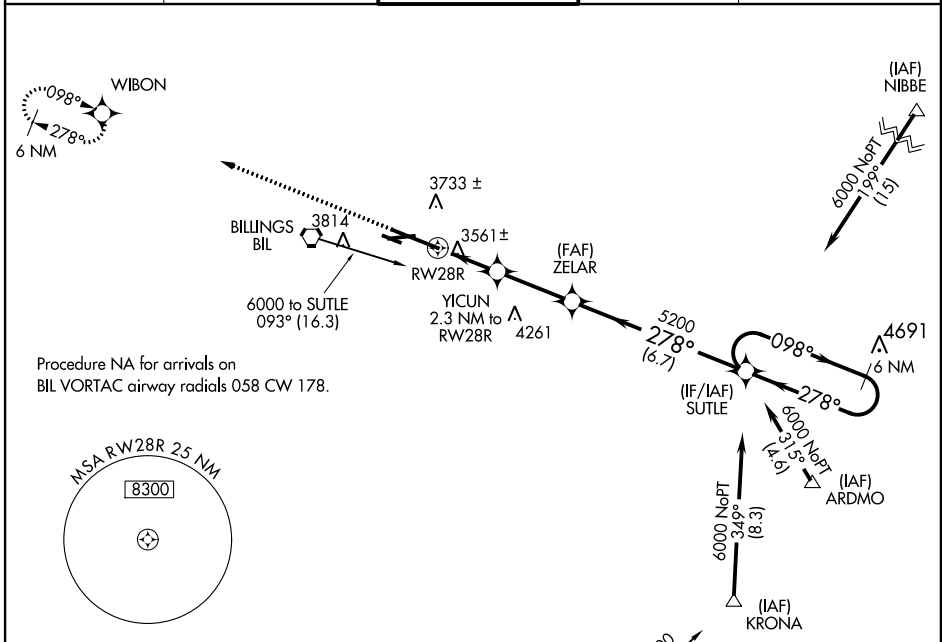 WIBON
098°
278°
6 NM
(IAF)
NIBBE
6000 NoPT
199°
(15)
3733 ±
BILLINGS
BIL
3814
3561±
RW28R
(FAF)
ZELAR
6000 to SUTLE
093° (16.3)
YICUN
2.3 NM to
RW28R
4261
5200
278°
(6.7)
098°
4691
6 NM
278°
(IF/IAF)
SUTLE
Procedure NA for arrivals on
BIL VORTAC airway radials 058 CW 178.
6000 NoPT
315°
(4.6)
(IAF)
ARDMO
MSA RW28R 25 NM
8300
6000 NoPT
349°
(8.3)
(IAF)
KRONA